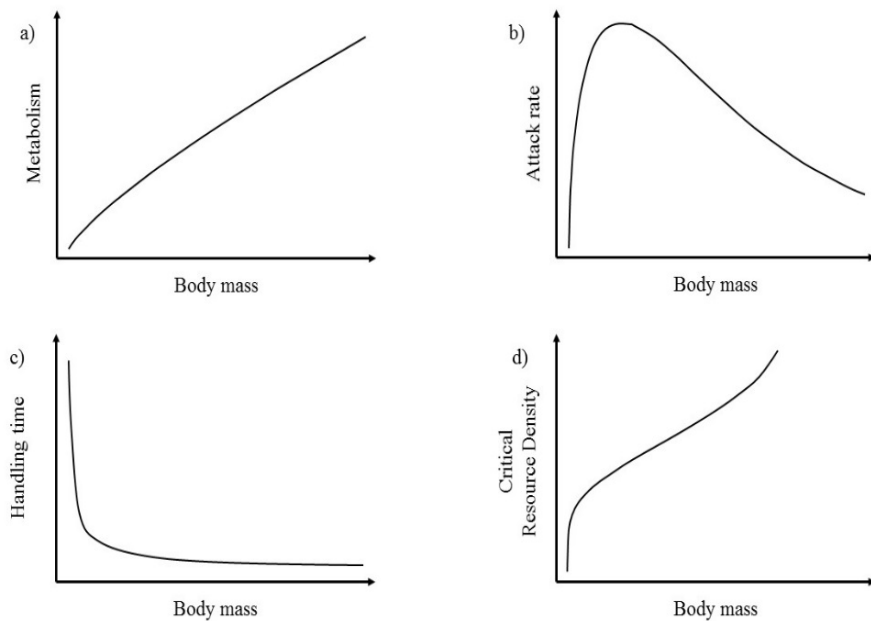 a)
Metabolism
Body mass
b)
Attack rate
Body mass
c)
Handling time
Body mass
d)
Critical
Resource Density
Body mass